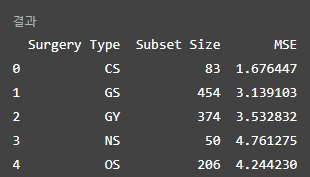 결과
Surgery Type Subset Size MSE
0 CS 83 1.676447
1 GS 454 3.139103
2 GY 374 3.532832
3 NS 50 4.761275
4 OS 206 4.244230